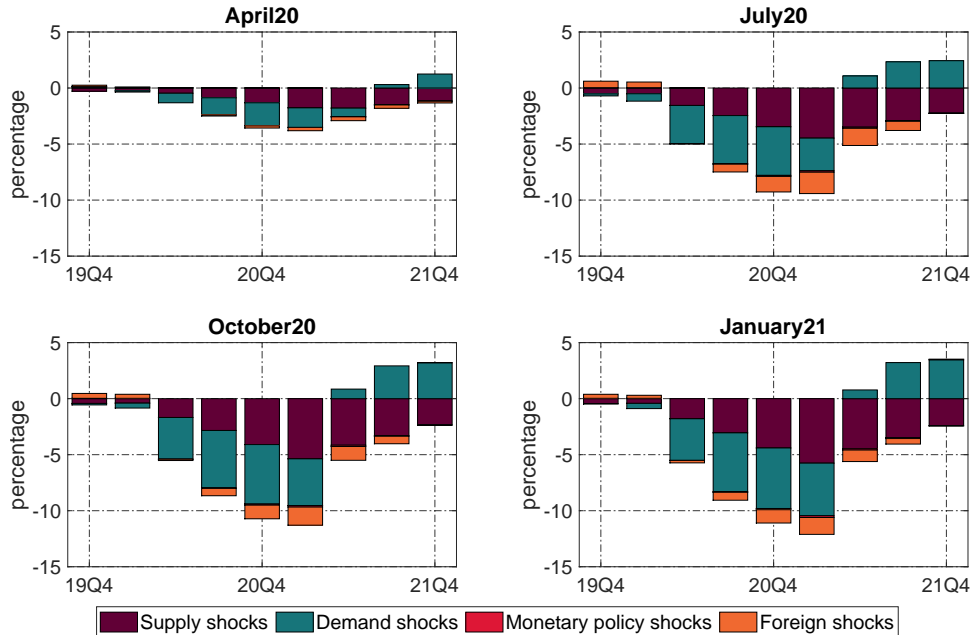 April20
5
0
-5
-10
-15
percentage
19Q4
20Q4
21Q4
July20
5
0
-5
-10
-15
percentage
19Q4
20Q4
21Q4
October20
5
0
-5
-10
-15
percentage
19Q4
20Q4
21Q4
January21
5
0
-5
-10
-15
percentage
19Q4
20Q4
21Q4
Supply shocks Demand shocks Monetary policy shocks Foreign shocks